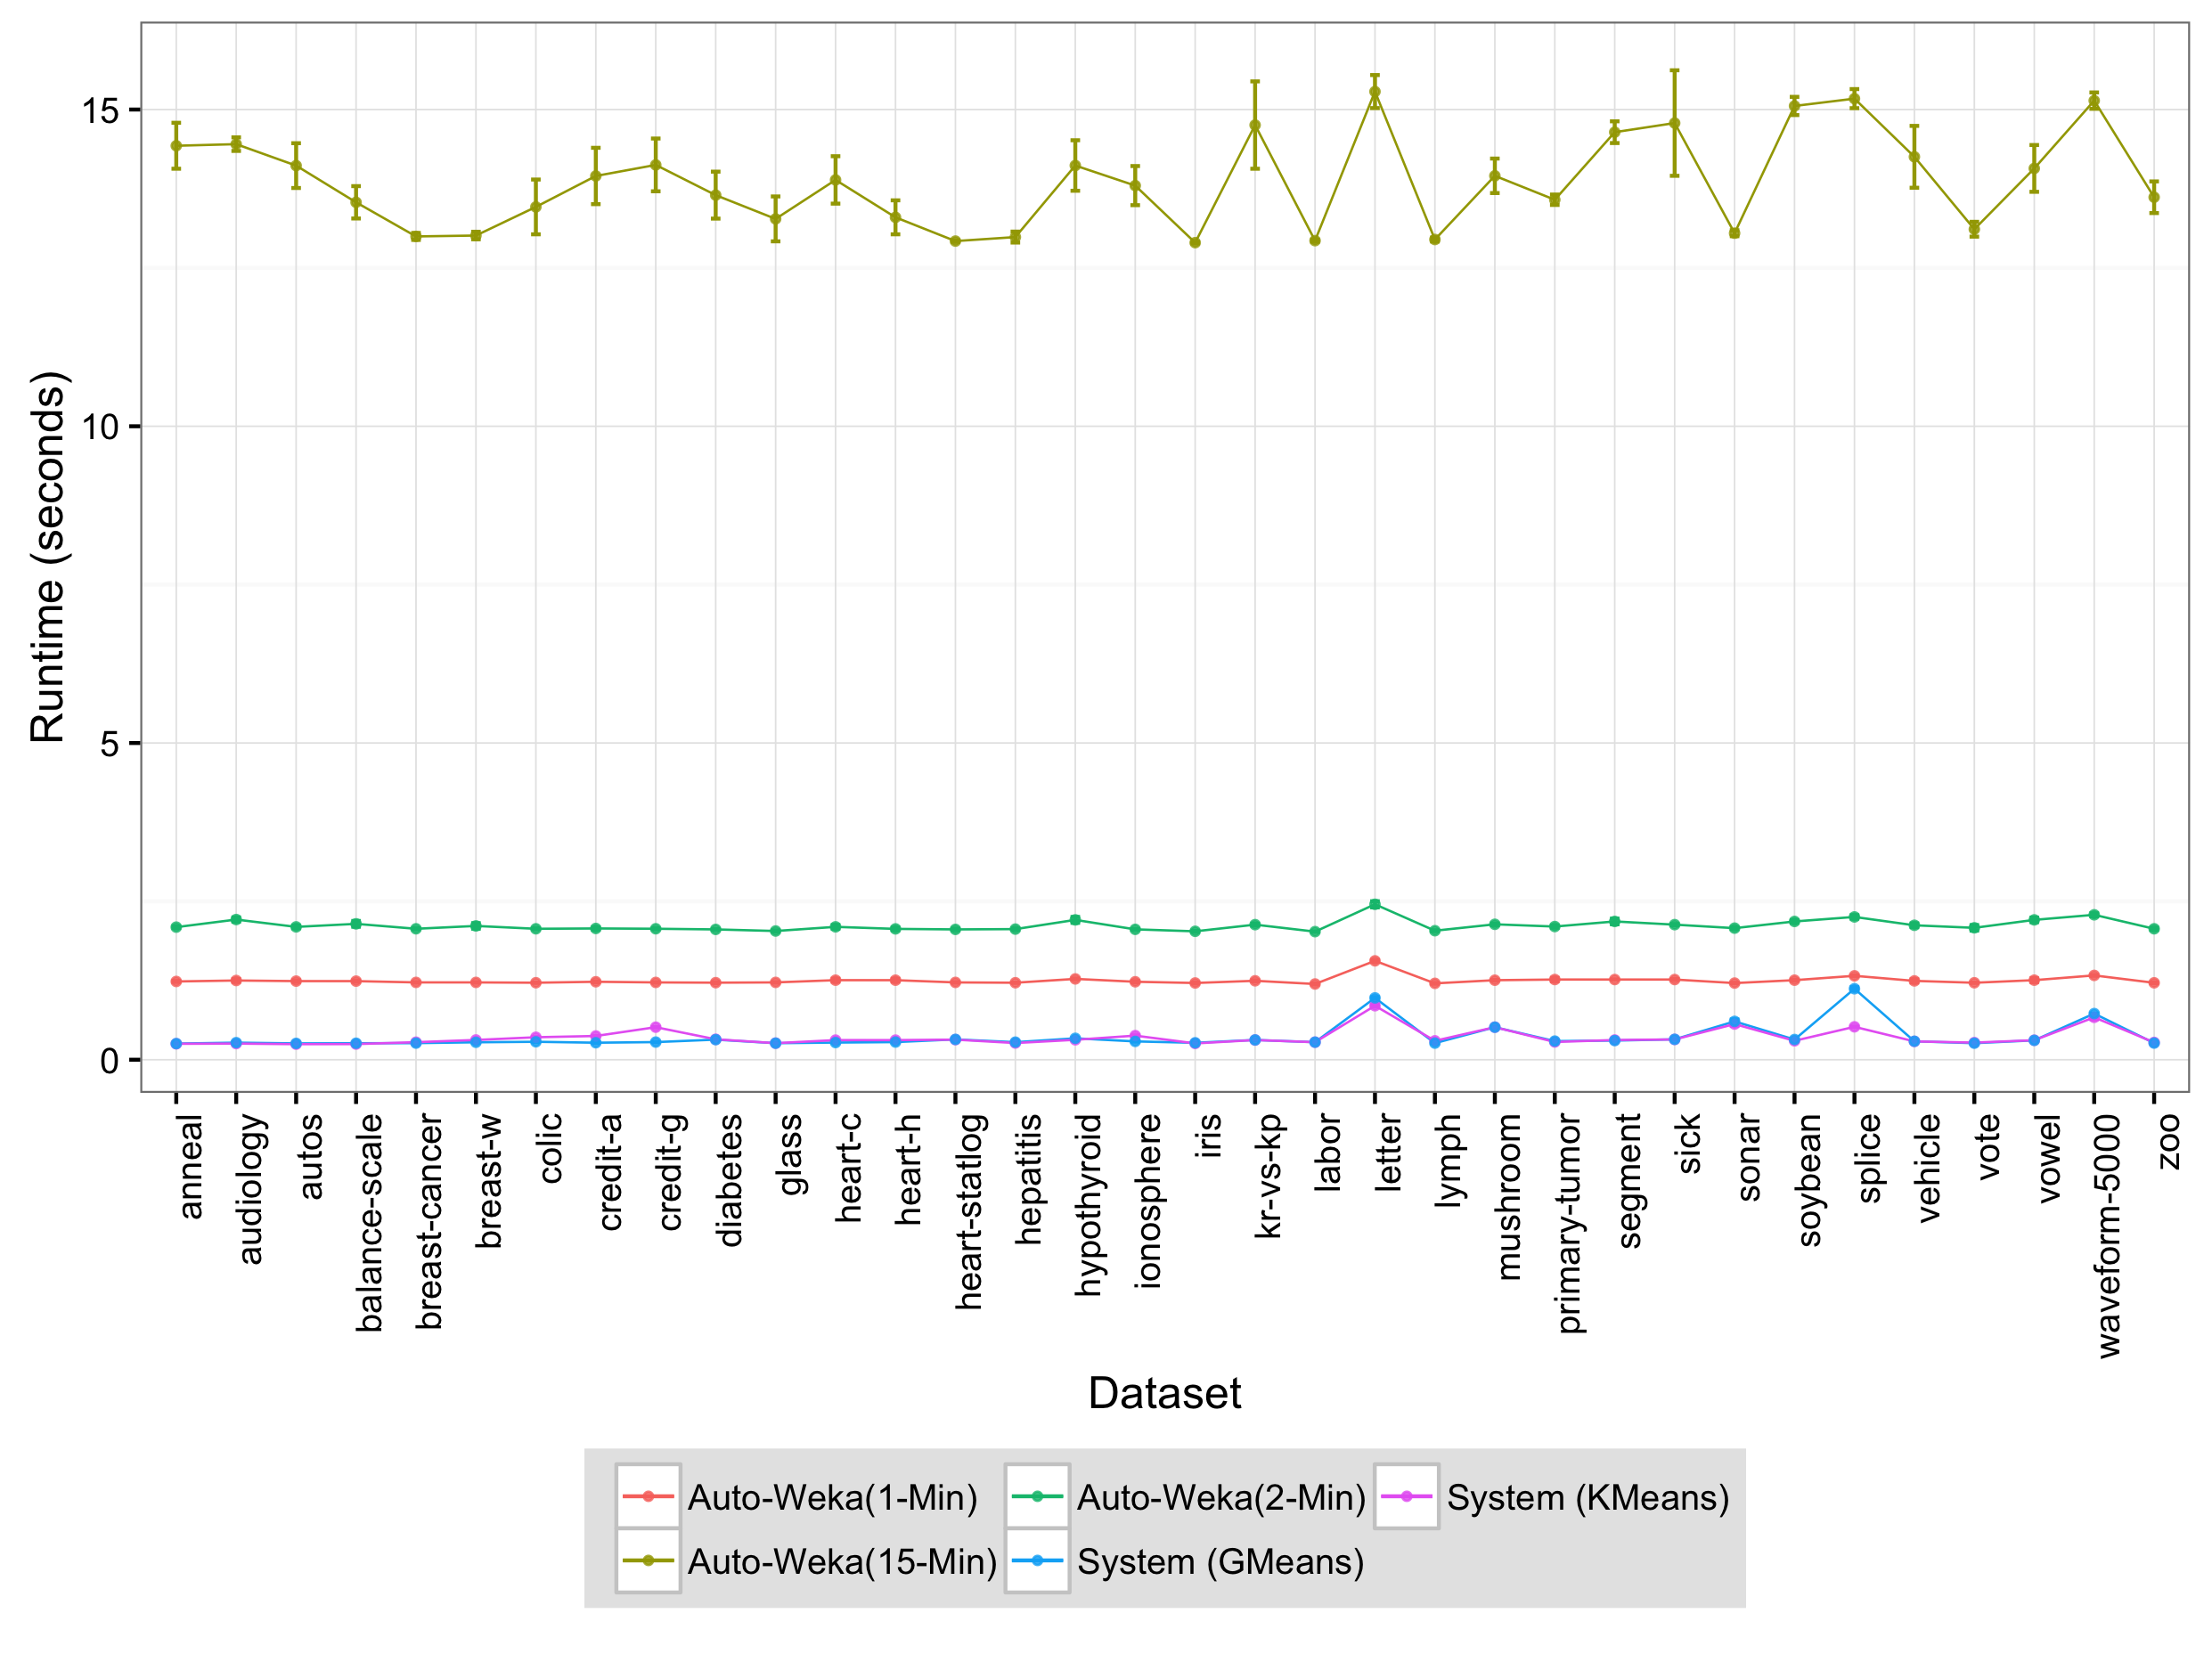 Runtime (seconds)
15
10
5
0
anneal
audiology
autos
balance-scale
breast-cancer
breast-w
colic
credit-a
credit-g
diabetes
glass
heart-c
heart-h
heart-statlog
hepatitis
hypothyroid
ionosphere
iris
kr-vs-kp
labor
letter
lymph
mushroom
primary-tumor
segment
sick
sonar
soybean
splice
vehicle
vote
vowel
waveform-5000
zoo
Dataset
Auto-Weka(1-Min) Auto-Weka(2-Min) System (KMeans)
Auto-Weka(15-Min) System (GMeans)